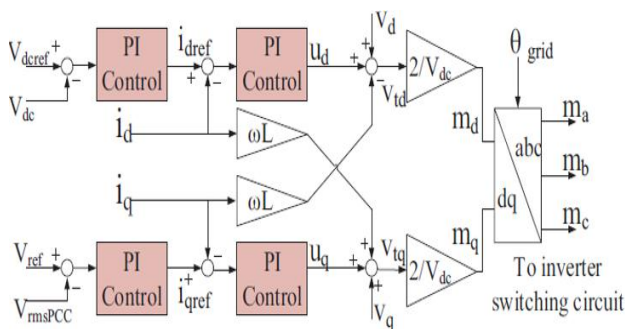 V_dcref + - V_dc
PI Control
i_dref + -
PI Control
u_d + + -
V_d
V_td
2/V_dc
m_d
θ_grid
i_d
ωL
i_q
ωL
abc
dq
m_a
m_b
m_c
V_ref + - V_rmsPCC
PI Control
- + i_qref
PI Control
u_q + + +
V_tq
V_q
2/V_dc
m_q
To inverter
switching circuit